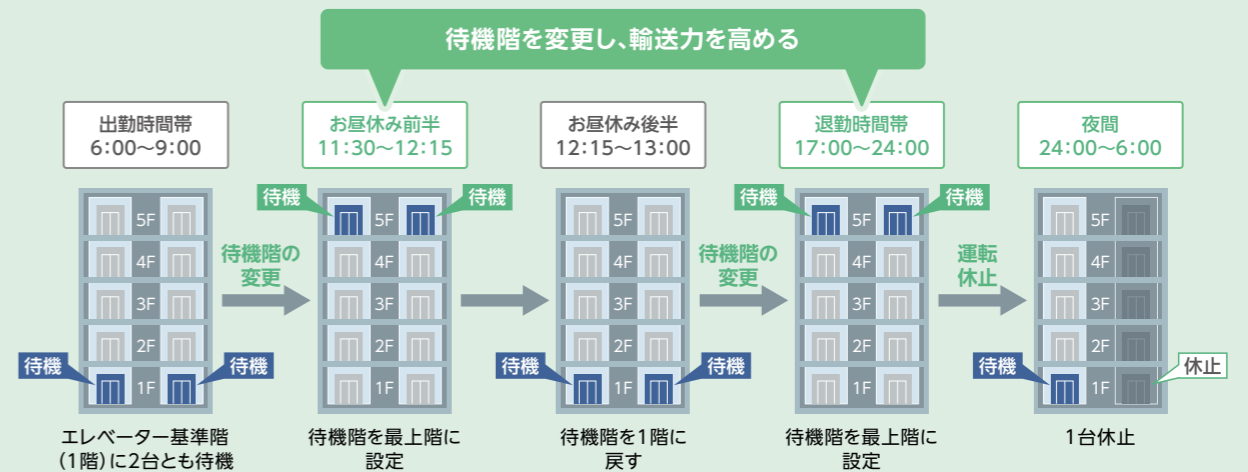 待機階を変更し、輸送力を高める
出勤時間帯
6:00〜9:00
お昼休み前半
11:30〜12:15
お昼休み後半
12:15〜13:00
退勤時間帯
17:00〜24:00
夜間
24:00〜6:00
5F
4F
3F
2F
1F
待機
待機
エレベーター基準階
(1階)に2台とも待機
待機階の
変更
待機
待機
5F
4F
3F
2F
1F
待機階を最上階に
設定
5F
4F
3F
2F
1F
待機
待機
待機階を1階に
戻す
待機階の
変更
待機
待機
5F
4F
3F
2F
1F
待機階を最上階に
設定
運転
休止
5F
4F
3F
2F
1F
待機
休止
1台休止